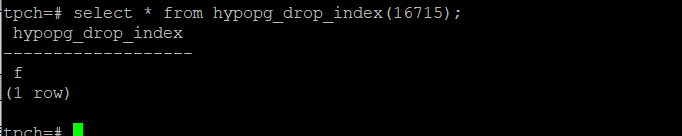 tpch=# select * from hypopg_drop_index(16715);
 hypopg_drop_index
-------------------
 f
(1 row)
tpch=#